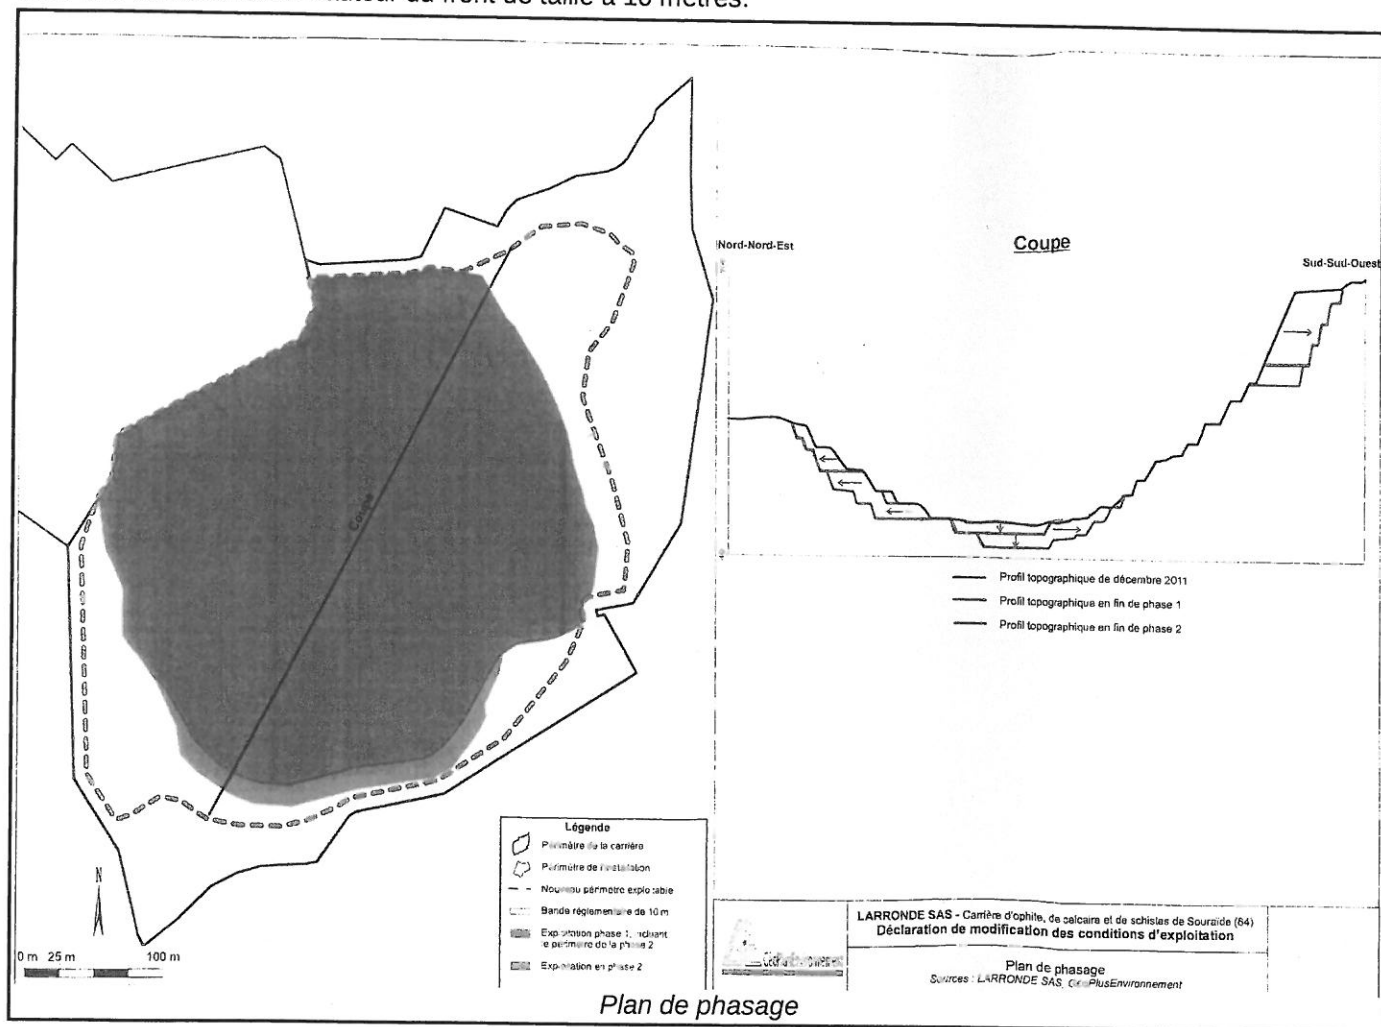 hauteur du front de taille à 10 mètres.
Nord-Nord-Est
Coupe
Sud-Sud-Ouest
Coupe
Profil topographique de décembre 2011
Profil topographique en fin de phase 1
Profil topographique en fin de phase 2
Légende
Périmètre de la carrière
Périmètre de l'installation
Nouveau périmètre exploitable
Bande réglementaire de 10 m
Exploitation phase 1, incluant
le périmètre de la phase 2
Exploitation en phase 2
N
0 m 25 m 100 m
LARRONDE SAS - Carrière d'ophite, de calcaire et de schistes de Souraïde (64)
Déclaration de modification des conditions d'exploitation
GéoPlusEnvironnement
Plan de phasage
Sources : LARRONDE SAS, GéoPlusEnvironnement
Plan de phasage